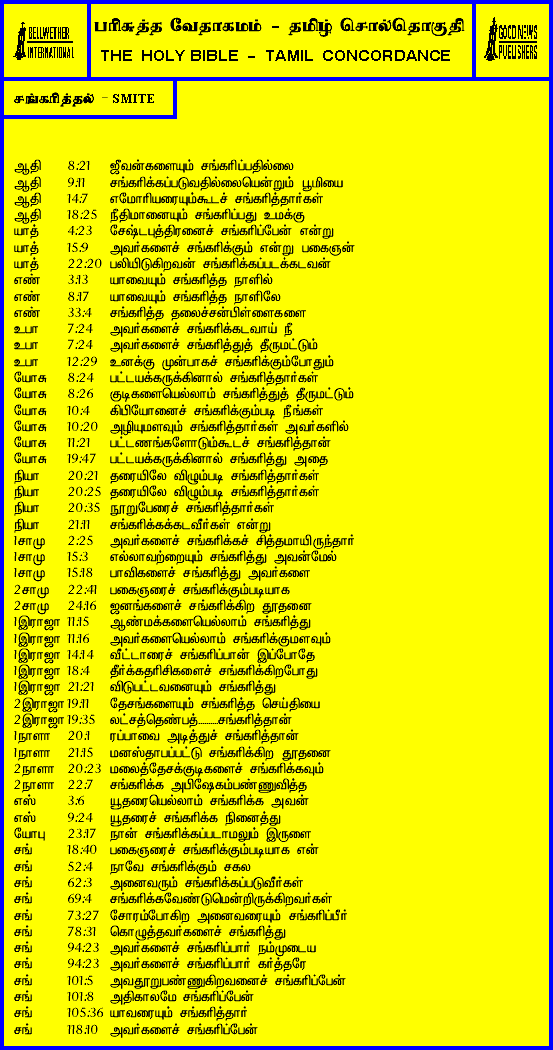 BELLWETHER
INTERNATIONAL
பரிசுத்த வேதாகமம் - தமிழ் சொல்தொகுதி
THE HOLY BIBLE - TAMIL CONCORDANCE
GOOD NEWS
PUBLISHERS
சங்கரித்தல் - SMITE
ஆதி 8:21 ஜீவன்களையும் சங்கரிப்பதில்லை
ஆதி 9:11 சங்கரிக்கப்படுவதில்லையென்றும் பூமியை
ஆதி 14:7 எமோரியரையும்கூடச் சங்கரித்தார்கள்
ஆதி 18:25 நீதிமானையும் சங்கரிப்பது உமக்கு
யாத் 4:23 சேஷ்டபுத்திரனைச் சங்கரிப்பேன் என்று
யாத் 15:9 அவர்களைச் சங்கரிக்கும் என்று பகைஞன்
யாத் 22:20 பலியிடுகிறவன் சங்கரிக்கப்படக்கடவன்
எண் 3:13 யாவையும் சங்கரித்த நாளில்
எண் 8:17 யாவையும் சங்கரித்த நாளிலே
எண் 33:4 சங்கரித்த தலைச்சன்பிள்ளைகளை
உபா 7:24 அவர்களைச் சங்கரிக்கடவாய் நீ
உபா 7:24 அவர்களைச் சங்கரித்துத் தீருமட்டும்
உபா 12:29 உனக்கு முன்பாகச் சங்கரிக்கும்போதும்
யோசு 8:24 பட்டயக்கருக்கினால் சங்கரித்தார்கள்
யோசு 8:26 குடிகளையெல்லாம் சங்கரித்துத் தீருமட்டும்
யோசு 10:4 கிபியோனைச் சங்கரிக்கும்படி நீங்கள்
யோசு 10:20 அழியுமளவும் சங்கரித்தார்கள் அவர்களில்
யோசு 11:21 பட்டணங்களோடும்கூடச் சங்கரித்தான்
யோசு 19:47 பட்டயக்கருக்கினால் சங்கரித்து அதை
நியா 20:21 தரையிலே விழும்படி சங்கரித்தார்கள்
நியா 20:25 தரையிலே விழும்படி சங்கரித்தார்கள்
நியா 20:35 நூறுபேரைச் சங்கரித்தார்கள்
நியா 21:11 சங்கரிக்கக்கடவீர்கள் என்று
1சாமு 2:25 அவர்களைச் சங்கரிக்கச் சித்தமாயிருந்தார்
1சாமு 15:3 எல்லாவற்றையும் சங்கரித்து அவன்மேல்
1சாமு 15:18 பாவிகளைச் சங்கரித்து அவர்களை
2சாமு 22:41 பகைஞரைச் சங்கரிக்கும்படியாக
2சாமு 24:16 ஜனங்களைச் சங்கரிக்கிற தூதனை
1இராஜா 11:15 ஆண்மக்களையெல்லாம் சங்கரித்து
1இராஜா 11:16 அவர்களையெல்லாம் சங்கரிக்குமளவும்
1இராஜா 14:14 வீட்டாரைச் சங்கரிப்பான் இப்போதே
1இராஜா 18:4 தீர்க்கதரிசிகளைச் சங்கரிக்கிறபோது
1இராஜா 21:21 விடுபட்டவனையும் சங்கரித்து
2இராஜா 19:11 தேசங்களையும் சங்கரித்த செய்தியை
2இராஜா 19:35 லட்சத்தெண்பத்..........சங்கரித்தான்
1நாளா 20:1 ரப்பாவை அடித்துச் சங்கரித்தான்
1நாளா 21:15 மனஸ்தாபப்பட்டு சங்கரிக்கிற தூதனை
2நாளா 20:23 மலைத்தேசக்குடிகளைச் சங்கரிக்கவும்
2நாளா 22:7 சங்கரிக்க அபிஷேகம்பண்ணுவித்த
எஸ் 3:6 யூதரையெல்லாம் சங்கரிக்க அவன்
எஸ் 9:24 யூதரைச் சங்கரிக்க நினைத்து
யோபு 23:17 நான் சங்கரிக்கப்படாமலும் இருளை
சங் 18:40 பகைஞரைச் சங்கரிக்கும்படியாக என்
சங் 52:4 நாவே சங்கரிக்கும் சகல
சங் 62:3 அனைவரும் சங்கரிக்கப்படுவீர்கள்
சங் 69:4 சங்கரிக்கவேண்டுமென்றிருக்கிறவர்கள்
சங் 73:27 சோரம்போகிற அனைவரையும் சங்கரிப்பீர்
சங் 78:31 கொழுத்தவர்களைச் சங்கரித்து
சங் 94:23 அவர்களைச் சங்கரிப்பார் நம்முடைய
சங் 94:23 அவர்களைச் சங்கரிப்பார் கர்த்தரே
சங் 101:5 அவதூறுபண்ணுகிறவனைச் சங்கரிப்பேன்
சங் 101:8 அதிகாலமே சங்கரிப்பேன்
சங் 105:36 யாவரையும் சங்கரித்தார்
சங் 118:10 அவர்களைச் சங்கரிப்பேன்